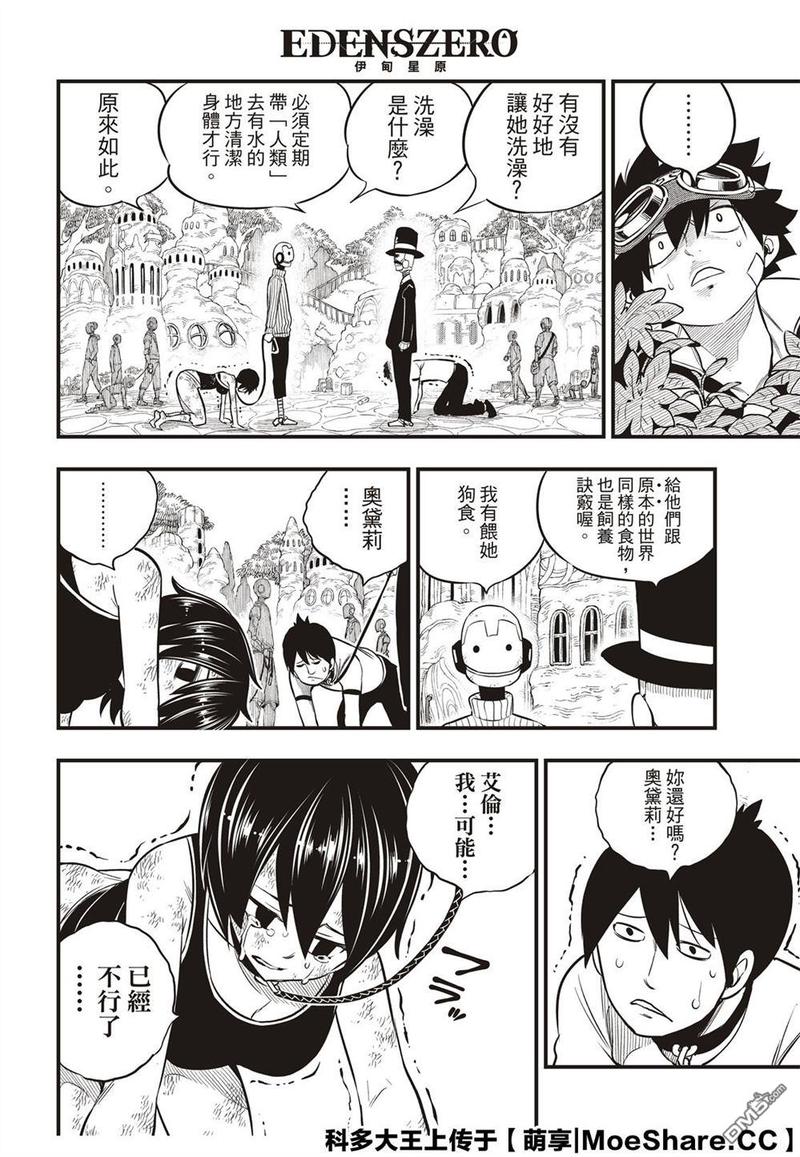 EDENSZERO
伊甸星原
………
有沒有
好好地
讓她洗澡？
洗澡
是什麼？
必須定期
帶「人類」
去有水的
地方清潔
身體才行。
原來如此。
給他們跟
原本的世界
同樣的食物，
也是飼養
訣竅喔。
我有餵她
狗食。
奧黛莉
……
………
妳還好嗎？
奧黛莉…
艾倫…
我…可能…
已經
不行了
……
科多大王上传于【萌享|MoeShare.CC】